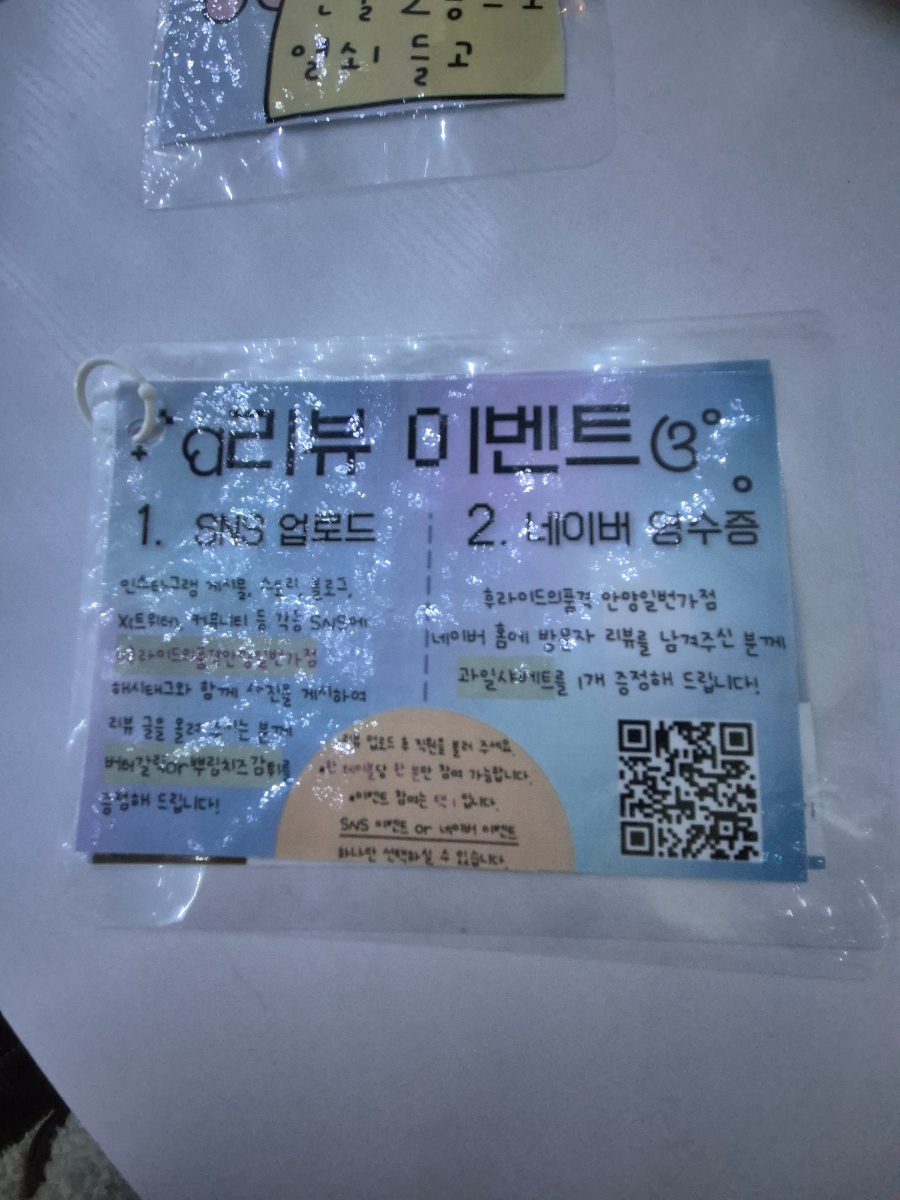 열쇠 들고
리뷰 이벤트
1. SNS 업로드
인스타그램 게시물, 스토리, 블로그,
X(트위터), 커뮤니티 등 각종 SNS에
#후라이드의품격안양일번가점
해시태그와 함께 사진을 게시하여
리뷰 글을 올려 주시는 분께
버터갈릭or뿌링치즈감튀를
증정해 드립니다!
2. 네이버 영수증
후라이드의품격 안양일번가점
네이버 홈에 방문자 리뷰를 남겨주신 분께
과일샤베트를 1개 증정해 드립니다!
리뷰 업로드 후 직원을 불러 주세요.
•한 테이블당 한 분만 참여 가능합니다.
•이벤트 참여는 택 1 입니다.
SNS 이벤트 or 네이버 이벤트
하나만 선택하실 수 있습니다.